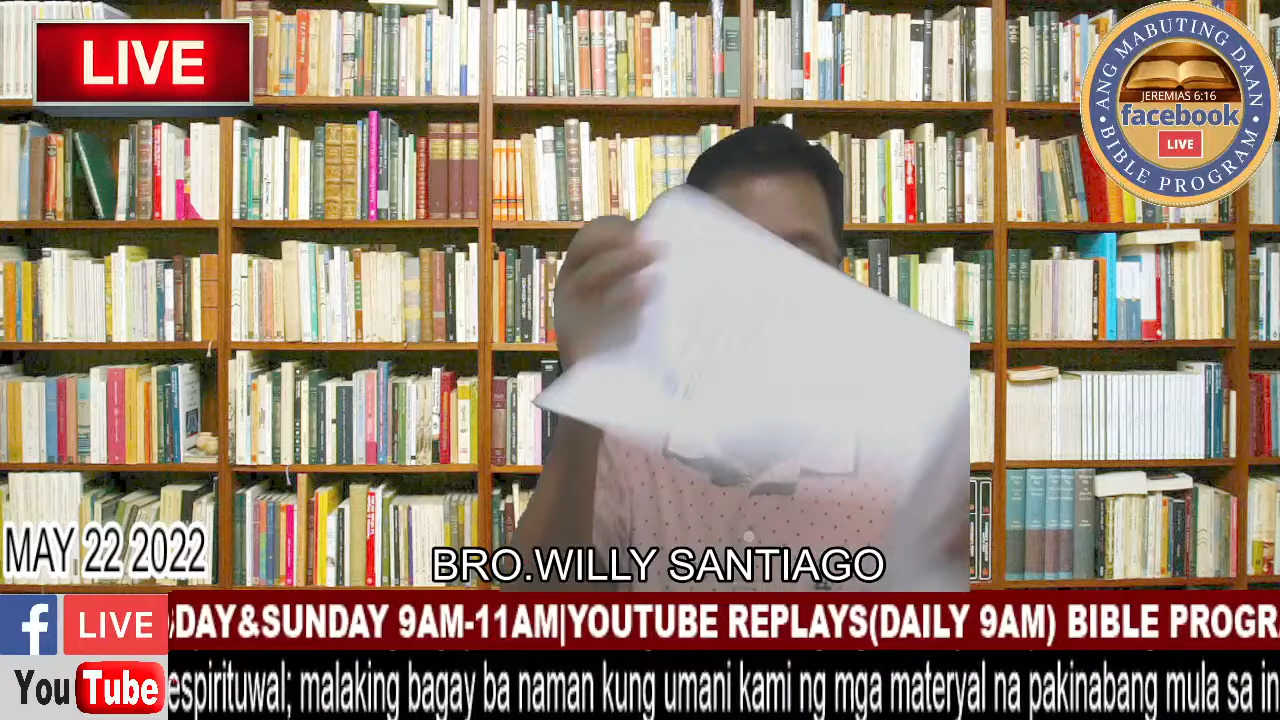 LIVE
ANG MABUTING DAAN
JEREMIAS 6:16
facebook
LIVE
BIBLE PROGRAM
MAY 22 2022
BRO.WILLY SANTIAGO
LIVE
DAY&SUNDAY 9AM-11AM|YOUTUBE REPLAYS(DAILY 9AM) BIBLE PROGR
YouTube
espirituwal; malaking bagay ba naman kung umani kami ng mga materyal na pakinabang mula sa in